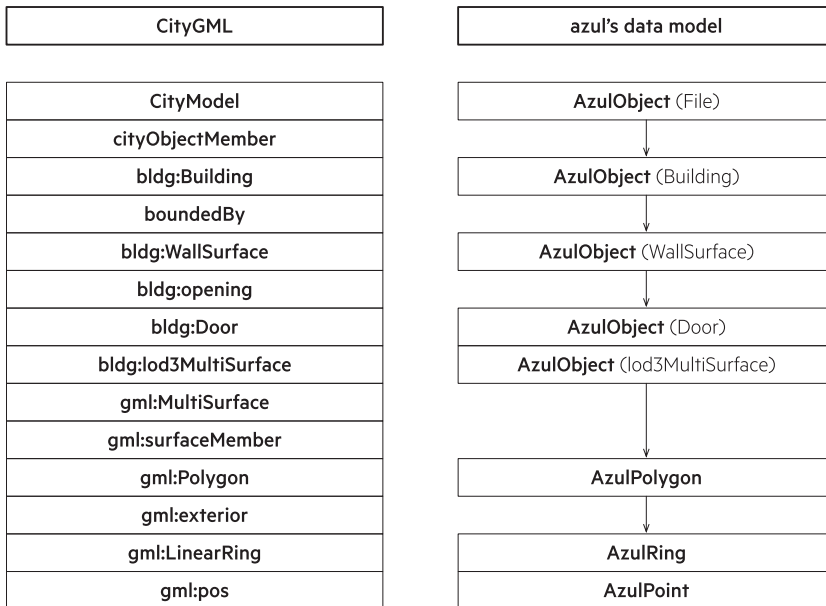 CityGML
azul's data model
CityModel
AzulObject (File)
cityObjectMember
bldg:Building
AzulObject (Building)
boundedBy
bldg:WallSurface
AzulObject (WallSurface)
bldg:opening
bldg:Door
AzulObject (Door)
bldg:lod3MultiSurface
AzulObject (lod3MultiSurface)
gml:MultiSurface
gml:surfaceMember
gml:Polygon
AzulPolygon
gml:exterior
gml:LinearRing
AzulRing
gml:pos
AzulPoint